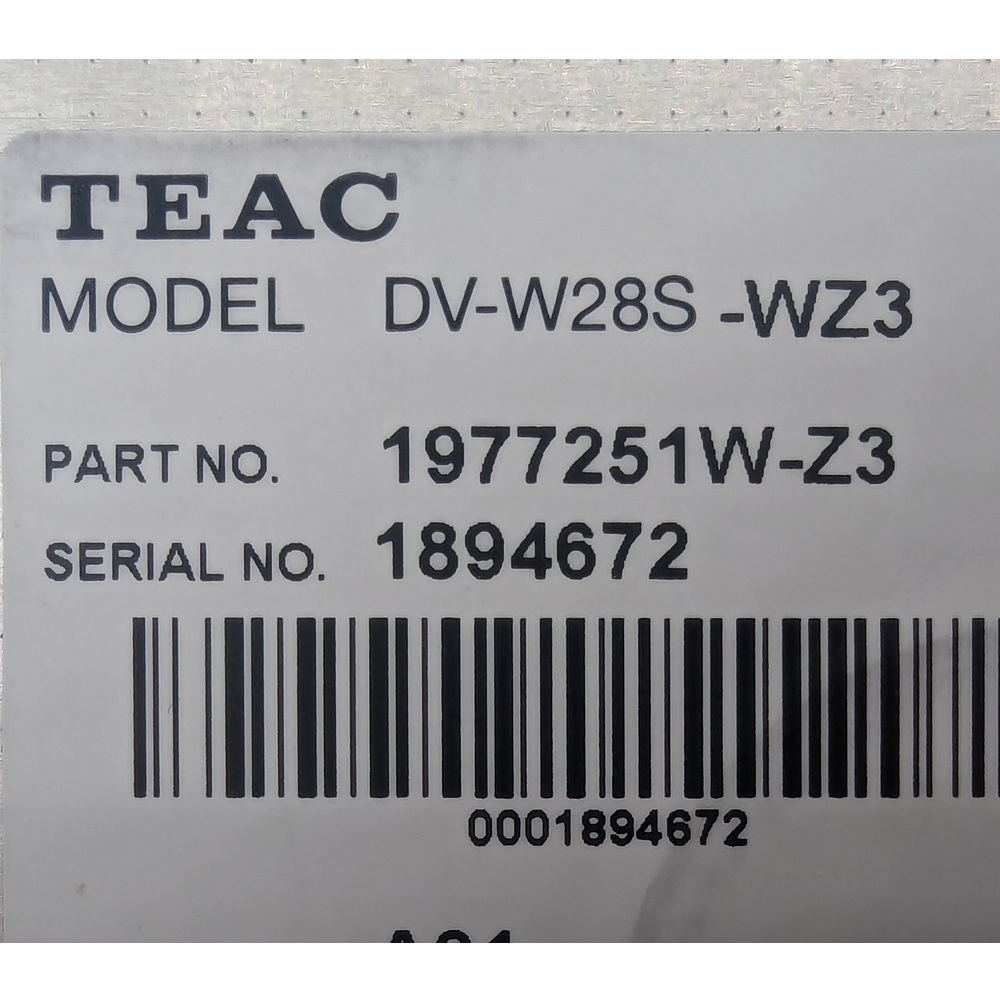 TEAC
MODEL DV-W28S -WZ3
PART NO. 1977251W-Z3
SERIAL NO. 1894672
0001894672